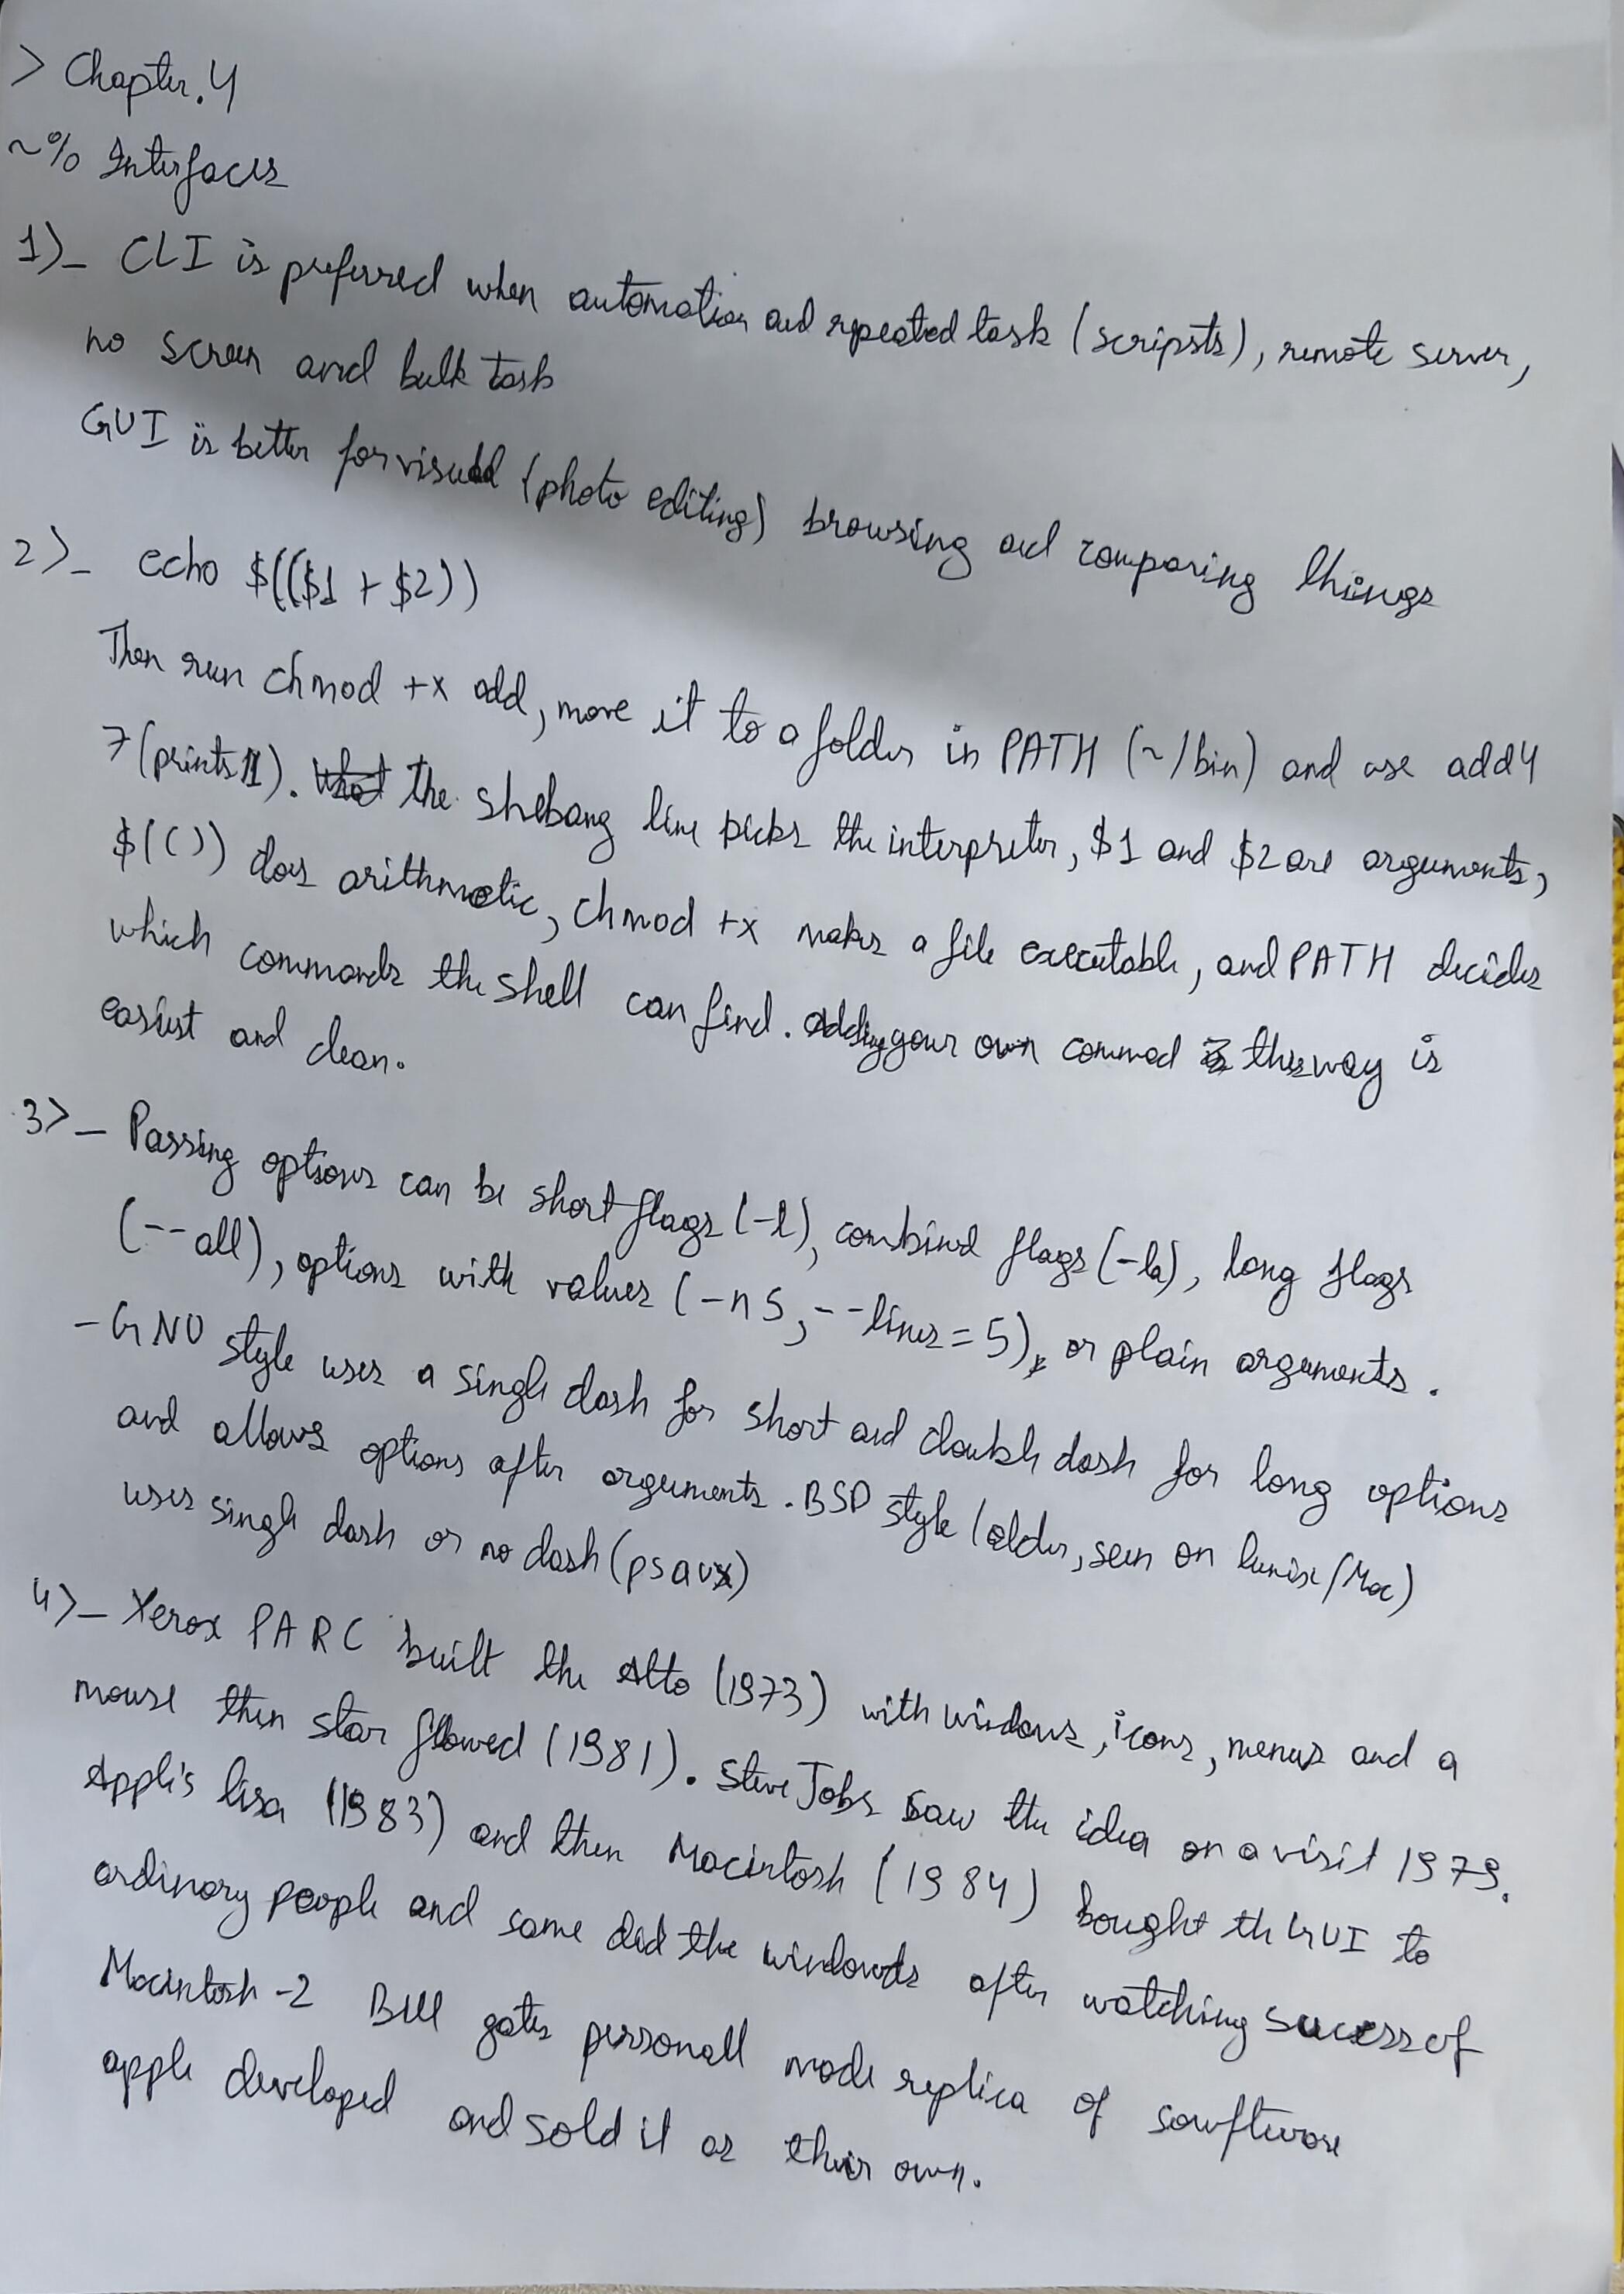 > Chapter.4
~% Interfaces
1)_ CLI is preferred when automation and repeated task (scripsts), remote server,
no screen and bulk task
GUI is better for visual (photo editing) browsing and comparing things
2>_ echo $(($1 + $2))
Then run chmod +x add, move it to a folder in PATH (~/bin) and use add 4
7 (prints 11). the shebang line picks the interpreter, $1 and $2 are arguments,
$(()) does arithmetic, chmod +x makes a file executable, and PATH decides
which commands the shell can find. Adding your own commad this way is
easiest and clean.
3>_ Passing options can be short flags (-l), combind flags (-la), long flags
(--all), options with values (-n 5, --lines=5), or plain arguments.
- GNU style uses a single dash for short and double dash for long options
and allows options after arguments. BSD style (older, seen on /Mac)
uses single dash or no dash (ps aux)
4>_ Xerox PARC built the Alto (1973) with windows, icons, menus and a
mouse then star flowed (1981). Steve Jobs saw the idea on a visit 1979.
Apple's lisa (1983) and then Macintosh (1984) bought th GUI to
ordinary people and same did the windowds after watching sucess of
Macintosh-2 Bill gates personall made replica of sowftware
apple developed and sold it as their own.